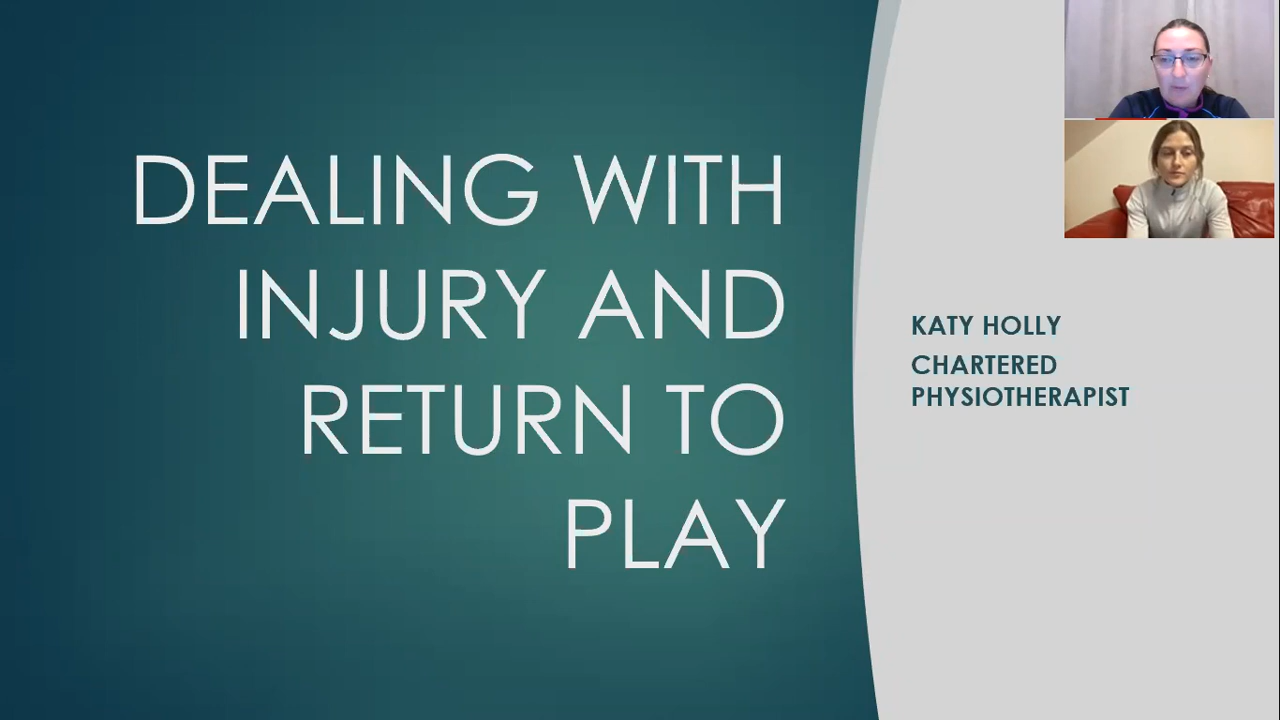 DEALING WITH
INJURY AND
RETURN TO
PLAY
KATY HOLLY
CHARTERED
PHYSIOTHERAPIST